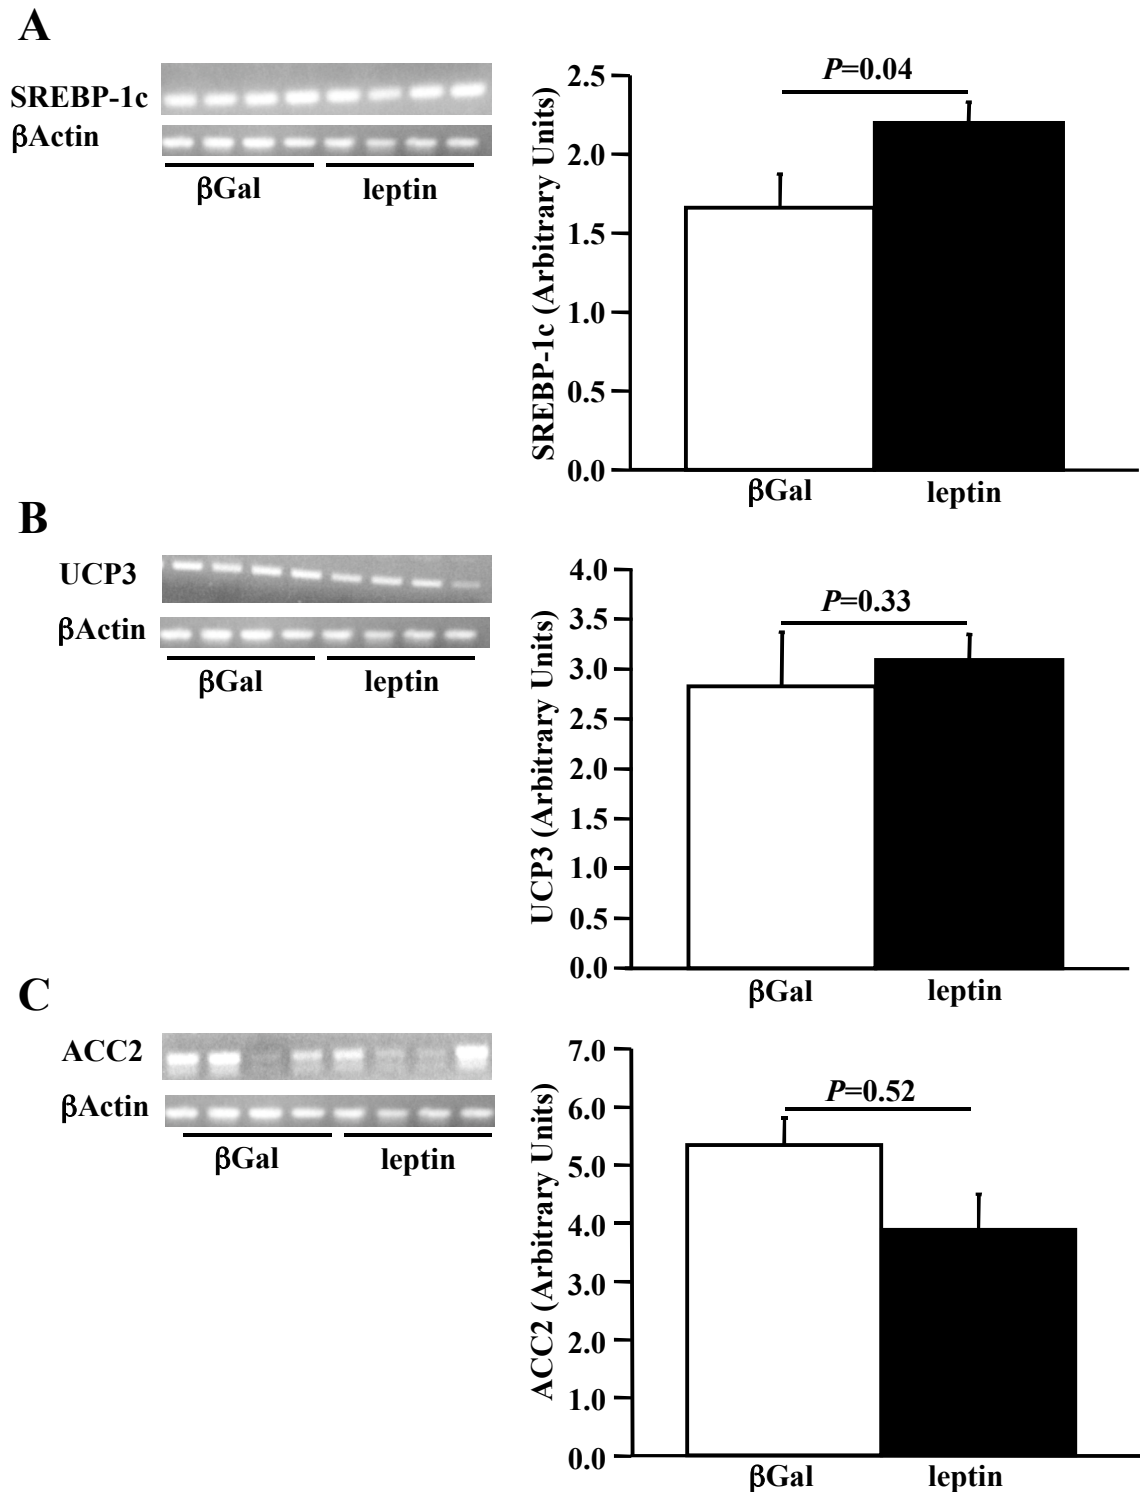 A
SREBP-1c
βActin
βGal
leptin
SREBP-1c (Arbitrary Units)
2.5
2.0
1.5
1.0
0.5
0.0
P=0.04
βGal
leptin
B
UCP3
βActin
βGal
leptin
UCP3 (Arbitrary Units)
4.0
3.5
3.0
2.5
2.0
1.5
1.0
0.5
0.0
P=0.33
βGal
leptin
C
ACC2
βActin
βGal
leptin
ACC2 (Arbitrary Units)
7.0
6.0
5.0
4.0
3.0
2.0
1.0
0.0
P=0.52
βGal
leptin